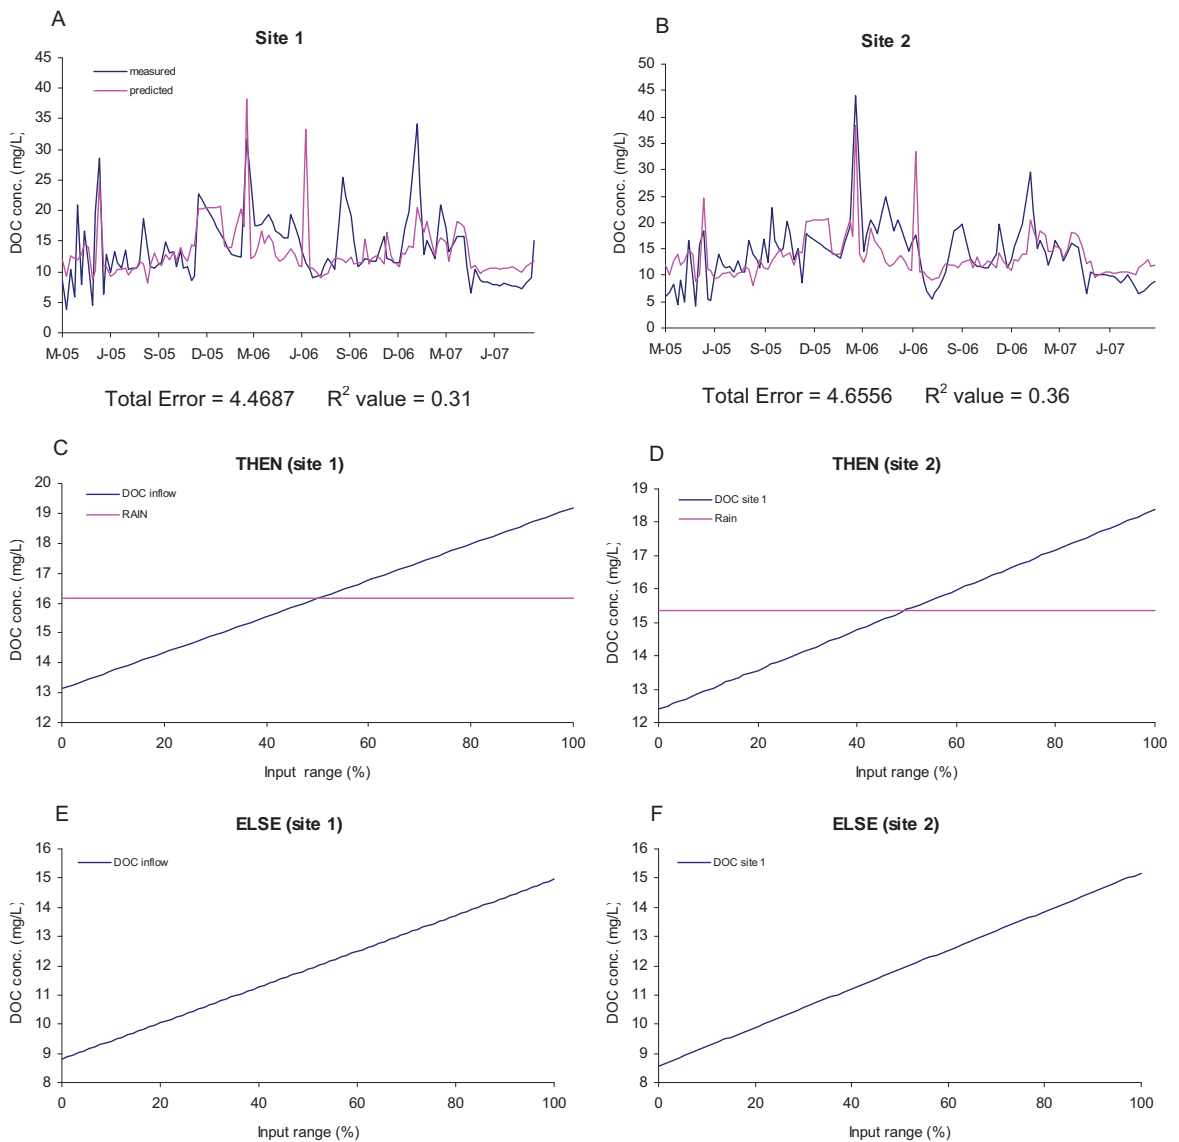 A
Site 1
DOC conc. (mg/L)
45
40
35
30
25
20
15
10
5
0
measured
predicted
M-05 J-05 S-05 D-05 M-06 J-06 S-06 D-06 M-07 J-07
Total Error = 4.4687 R² value = 0.31
B
Site 2
DOC conc. (mg/L)
50
45
40
35
30
25
20
15
10
5
0
M-05 J-05 S-05 D-05 M-06 J-06 S-06 D-06 M-07 J-07
Total Error = 4.6556 R² value = 0.36
C
THEN (site 1)
DOC conc. (mg/L)
20
19
18
17
16
15
14
13
12
DOC inflow
RAIN
0 20 40 60 80 100
Input range (%)
D
THEN (site 2)
DOC conc. (mg/L)
19
18
17
16
15
14
13
12
DOC site 1
Rain
0 20 40 60 80 100
Input range (%)
E
ELSE (site 1)
DOC conc. (mg/L)
16
15
14
13
12
11
10
9
8
DOC inflow
0 20 40 60 80 100
Input range (%)
F
ELSE (site 2)
DOC conc. (mg/L)
16
15
14
13
12
11
10
9
8
DOC site 1
0 20 40 60 80 100
Input range (%)